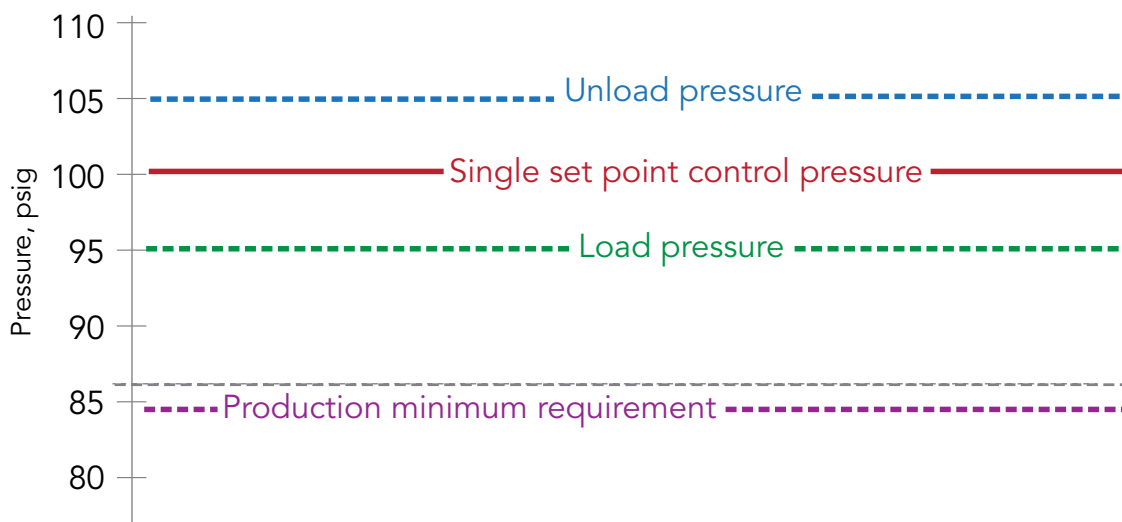 110
Unload pressure
105
Single set point control pressure
100
Load pressure
95
90
85
Production minimum requirement
80
Pressure, psig